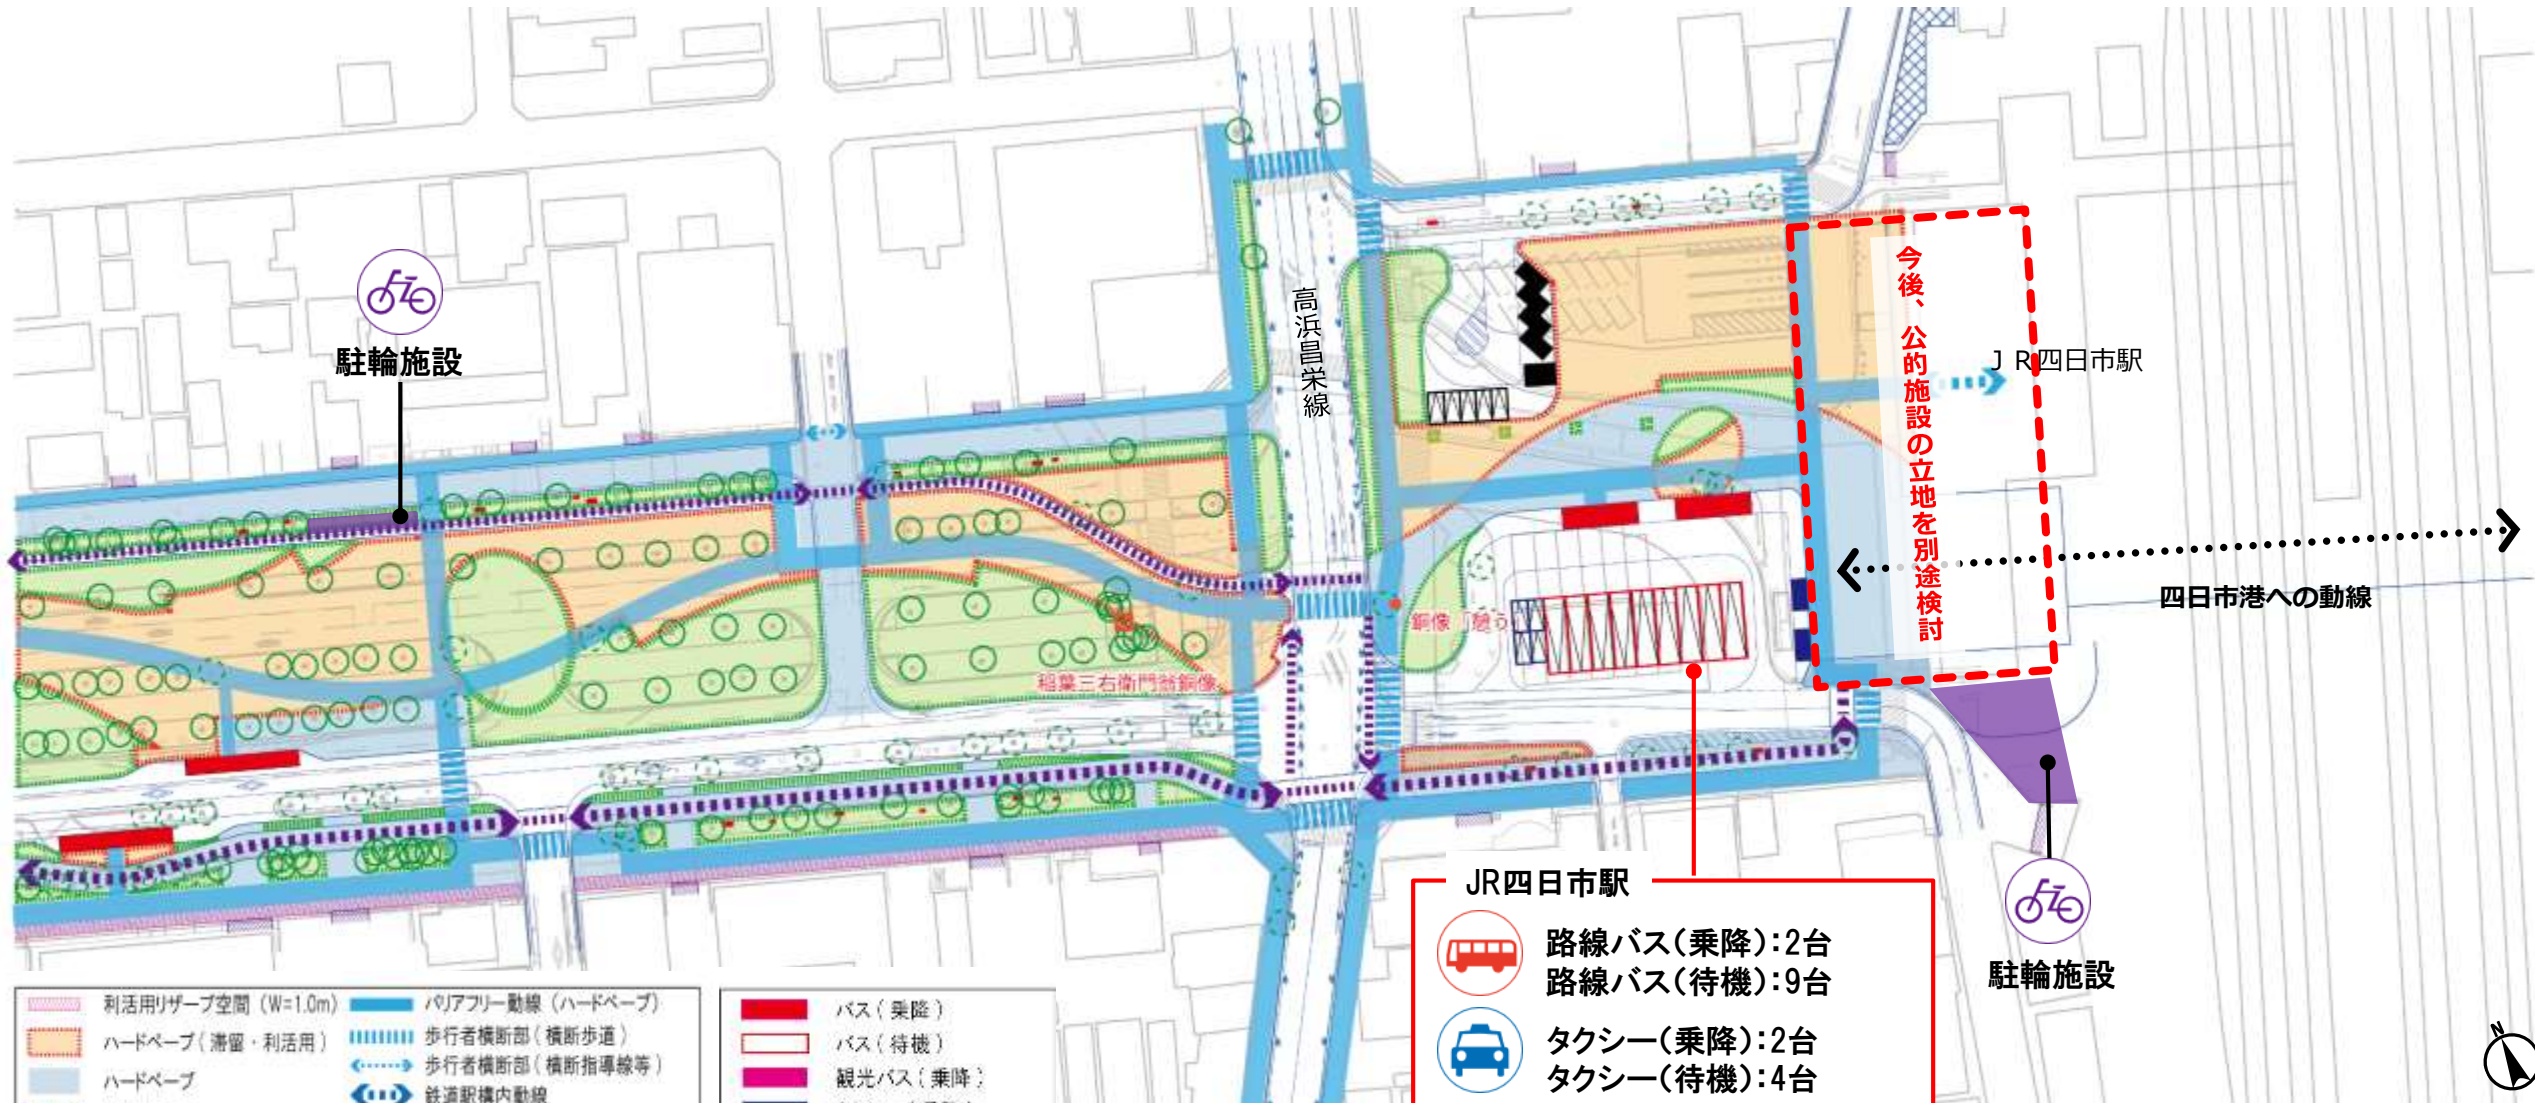 高浜昌栄線
今後、公的施設の立地を別途検討
ＪＲ四日市駅
駐輪施設
四日市港への動線
銅像「憩う
稲葉三右衛門翁銅像
JR四日市駅
路線バス(乗降):2台
路線バス(待機):9台
タクシー(乗降):2台
タクシー(待機):4台
駐輪施設
利活用リザーブ空間（W=1.0m）
ハードペーブ（滞留・利活用）
ハードペーブ
バリアフリー動線（ハードペーブ）
歩行者横断部（横断歩道）
歩行者横断部（横断指導線等）
鉄道駅構内動線
バス（乗降）
バス（待機）
観光バス（乗降）
N